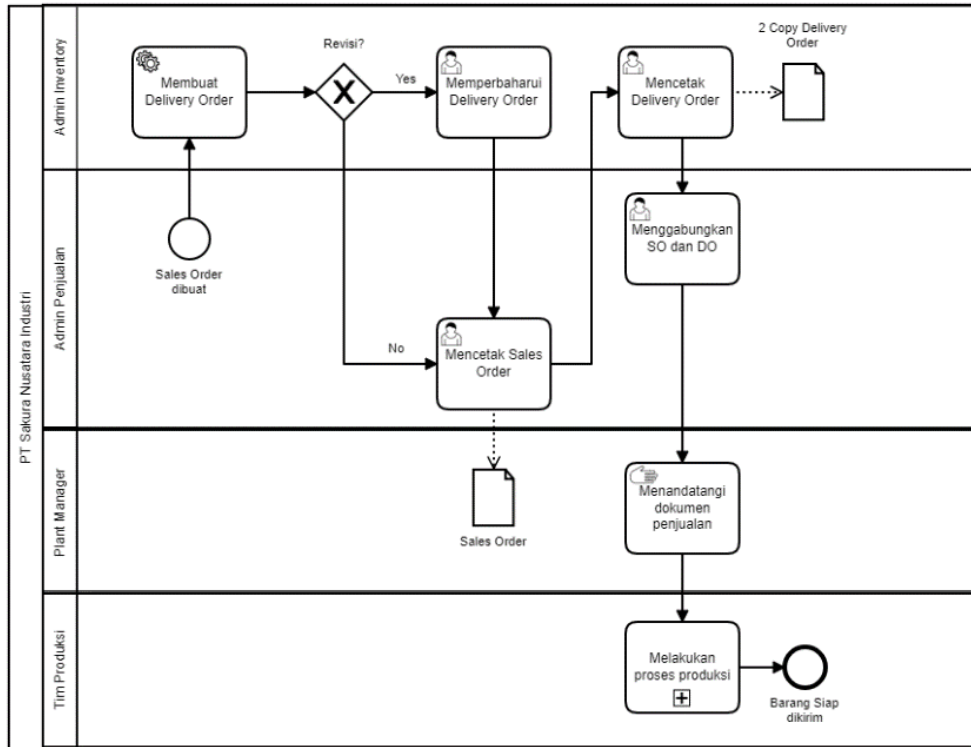 PT Sakura Nusatara Industri
Admin Inventory
Membuat
Delivery Order
Revisi?
Yes
Memperbaharui
Delivery Order
Mencetak
Delivery Order
2 Copy Delivery
Order
Admin Penjualan
Sales Order
dibuat
No
Mencetak Sales
Order
Menggabungkan
SO dan DO
Plant Manager
Sales Order
Menandatangi
dokumen
penjualan
Tim Produksi
Melakukan
proses produksi
Barang Siap
dikirim